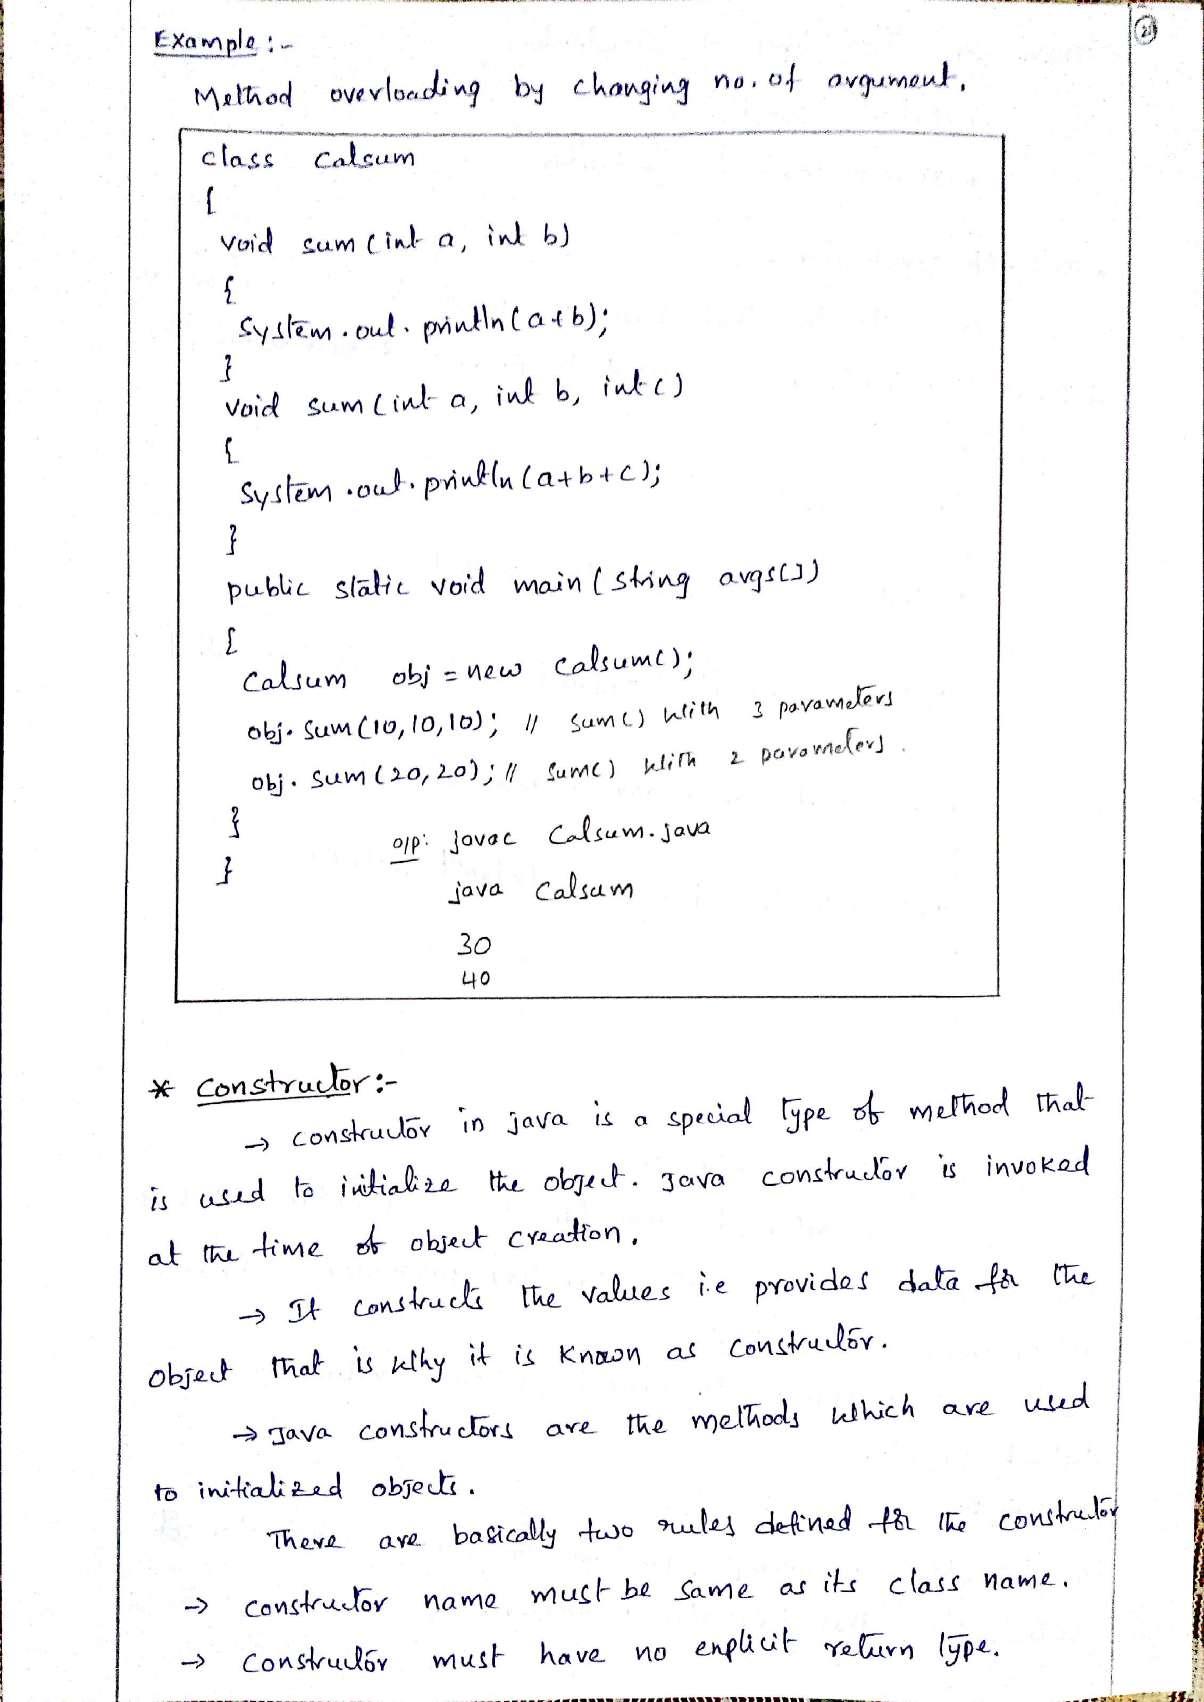 21
Example :-
Method overloading by changing no. of argument.
class Calsum
{
void sum (int a, int b)
{
System.out.println(a+b);
}
void sum (int a, int b, int c)
{
System.out.println(a+b+c);
}
public static void main (String args[])
{
Calsum obj = new Calsum();
obj.sum(10,10,10); // sum() with 3 parameters
obj.sum(20,20); // sum() with 2 parameters.
}
}
o/p: javac Calsum.java
java Calsum
30
40
* Constructor :-
→ constructor in java is a special type of method that
is used to initialize the object. Java constructor is invoked
at the time of object creation.
→ It constructs the values i.e provides data for the
object that is why it is known as constructor.
→ Java constructors are the methods which are used
to initialized objects.
There are basically two rules defined for the constructor
→ constructor name must be same as its class name.
→ constructor must have no explicit return type.